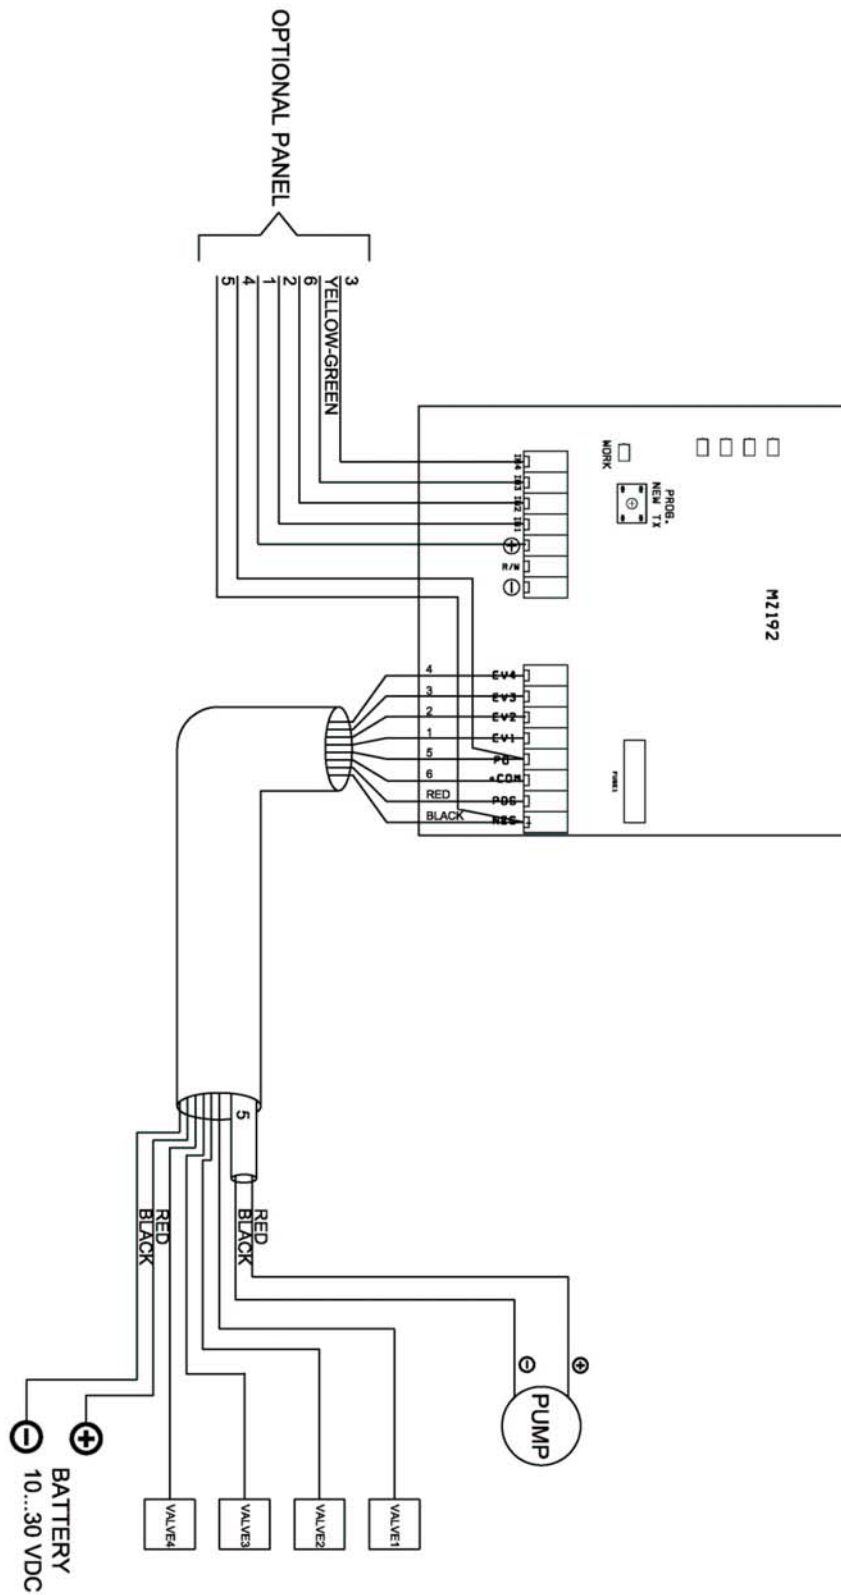 OPTIONAL PANEL
3
YELLOW-GREEN
6
2
1
4
5
WORK
PROG.
NEW TX
MZ192
IN4
IN3
IN2
IN1
+
R/W
-
4 EV4
3 EV3
2 EV2
1 EV1
5 PO
6 +COM
RED POS
BLACK NEG
5
RED
BLACK
RED
BLACK
+
-
PUMP
+
-
BATTERY
10...30 VDC
VALVE1
VALVE2
VALVE3
VALVE4